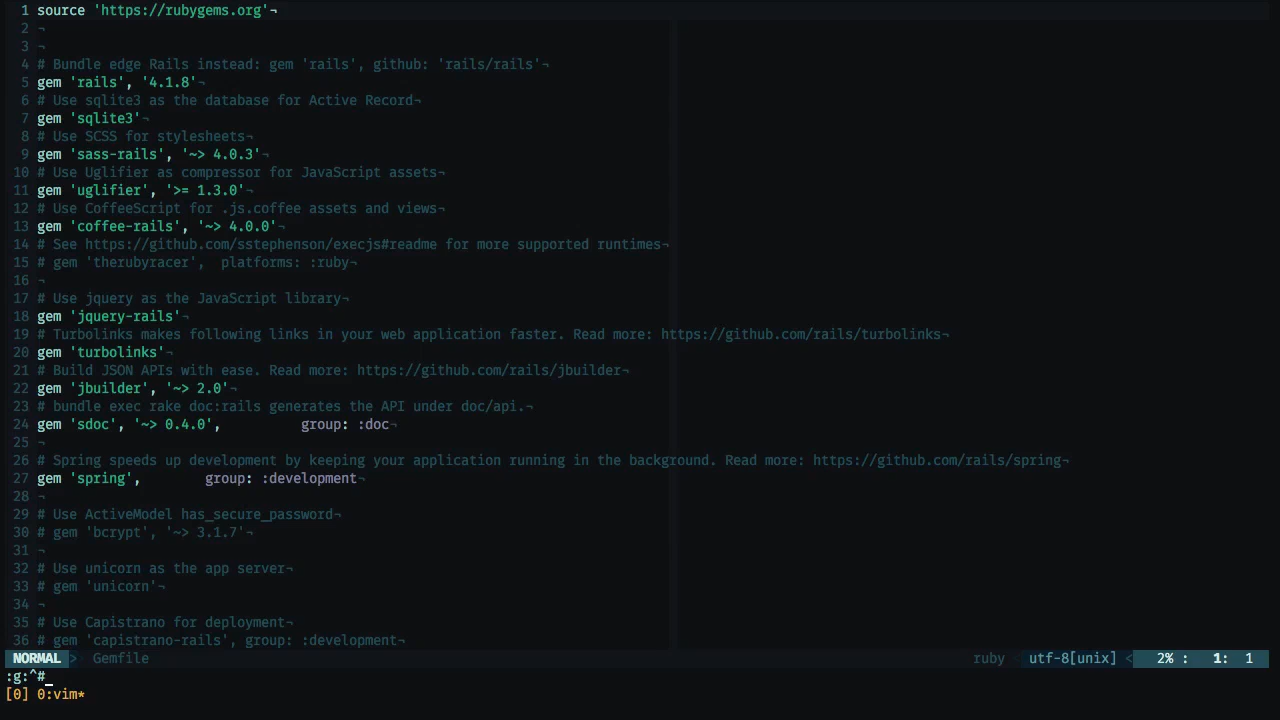 1 source 'https://rubygems.org'¬
2 ¬
3 ¬
4 # Bundle edge Rails instead: gem 'rails', github: 'rails/rails'¬
5 gem 'rails', '4.1.8'¬
6 # Use sqlite3 as the database for Active Record¬
7 gem 'sqlite3'¬
8 # Use SCSS for stylesheets¬
9 gem 'sass-rails', '~> 4.0.3'¬
10 # Use Uglifier as compressor for JavaScript assets¬
11 gem 'uglifier', '>= 1.3.0'¬
12 # Use CoffeeScript for .js.coffee assets and views¬
13 gem 'coffee-rails', '~> 4.0.0'¬
14 # See https://github.com/sstephenson/execjs#readme for more supported runtimes¬
15 # gem 'therubyracer',  platforms: :ruby¬
16 ¬
17 # Use jquery as the JavaScript library¬
18 gem 'jquery-rails'¬
19 # Turbolinks makes following links in your web application faster. Read more: https://github.com/rails/turbolinks¬
20 gem 'turbolinks'¬
21 # Build JSON APIs with ease. Read more: https://github.com/rails/jbuilder¬
22 gem 'jbuilder', '~> 2.0'¬
23 # bundle exec rake doc:rails generates the API under doc/api.¬
24 gem 'sdoc', '~> 0.4.0',          group: :doc¬
25 ¬
26 # Spring speeds up development by keeping your application running in the background. Read more: https://github.com/rails/spring¬
27 gem 'spring',        group: :development¬
28 ¬
29 # Use ActiveModel has_secure_password¬
30 # gem 'bcrypt', '~> 3.1.7'¬
31 ¬
32 # Use unicorn as the app server¬
33 # gem 'unicorn'¬
34 ¬
35 # Use Capistrano for deployment¬
36 # gem 'capistrano-rails', group: :development¬
NORMAL > Gemfile ruby < utf-8[unix] < 2% : 1: 1
:g:^#
[0] 0:vim*